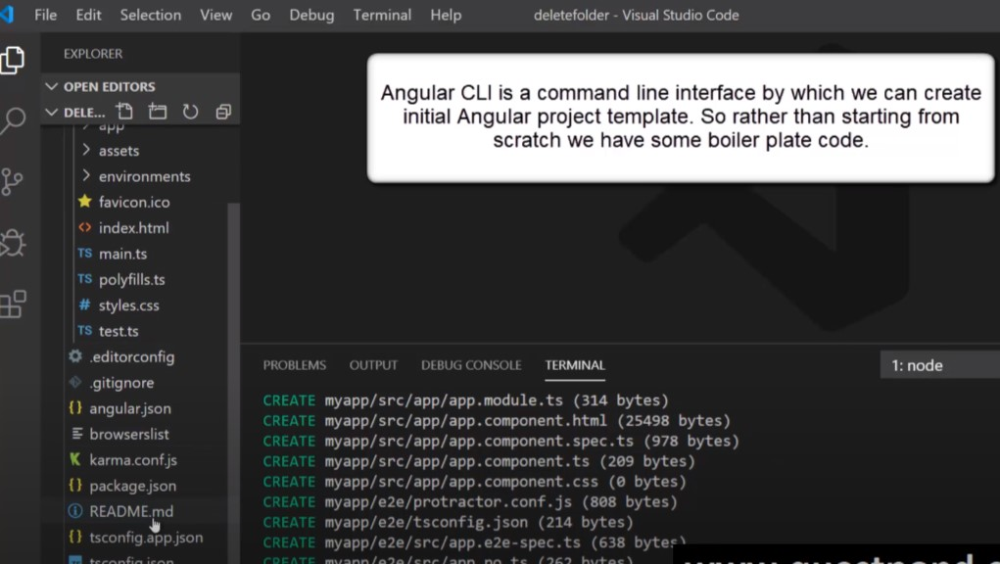 File Edit Selection View Go Debug Terminal Help deletefolder - Visual Studio Code
EXPLORER
OPEN EDITORS
DELE...
app
assets
environments
favicon.ico
index.html
main.ts
polyfills.ts
styles.css
test.ts
.editorconfig
.gitignore
angular.json
browserslist
karma.conf.js
package.json
README.md
tsconfig.app.json
tsconfig.json
Angular CLI is a command line interface by which we can create
initial Angular project template. So rather than starting from
scratch we have some boiler plate code.
PROBLEMS OUTPUT DEBUG CONSOLE TERMINAL 1: node
CREATE myapp/src/app/app.module.ts (314 bytes)
CREATE myapp/src/app/app.component.html (25498 bytes)
CREATE myapp/src/app/app.component.spec.ts (978 bytes)
CREATE myapp/src/app/app.component.ts (209 bytes)
CREATE myapp/src/app/app.component.css (0 bytes)
CREATE myapp/e2e/protractor.conf.js (808 bytes)
CREATE myapp/e2e/tsconfig.json (214 bytes)
CREATE myapp/e2e/src/app.e2e-spec.ts (638 bytes)
CREATE myapp/e2e/src/app.po.ts (262 bytes)